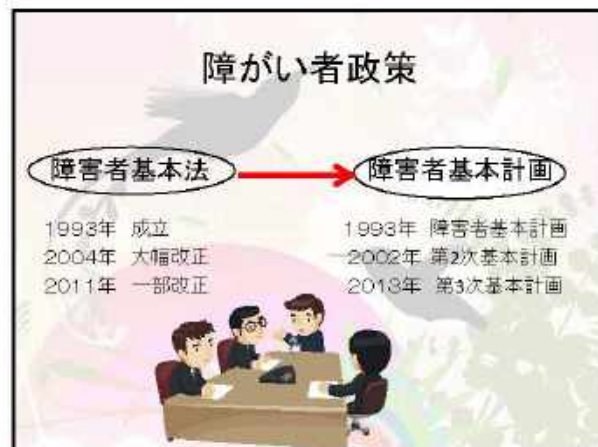 障がい者政策
障害者基本法
障害者基本計画
1993年 成立
2004年 大幅改正
2011年 一部改正
1993年 障害者基本計画
2002年 第2次基本計画
2013年 第3次基本計画